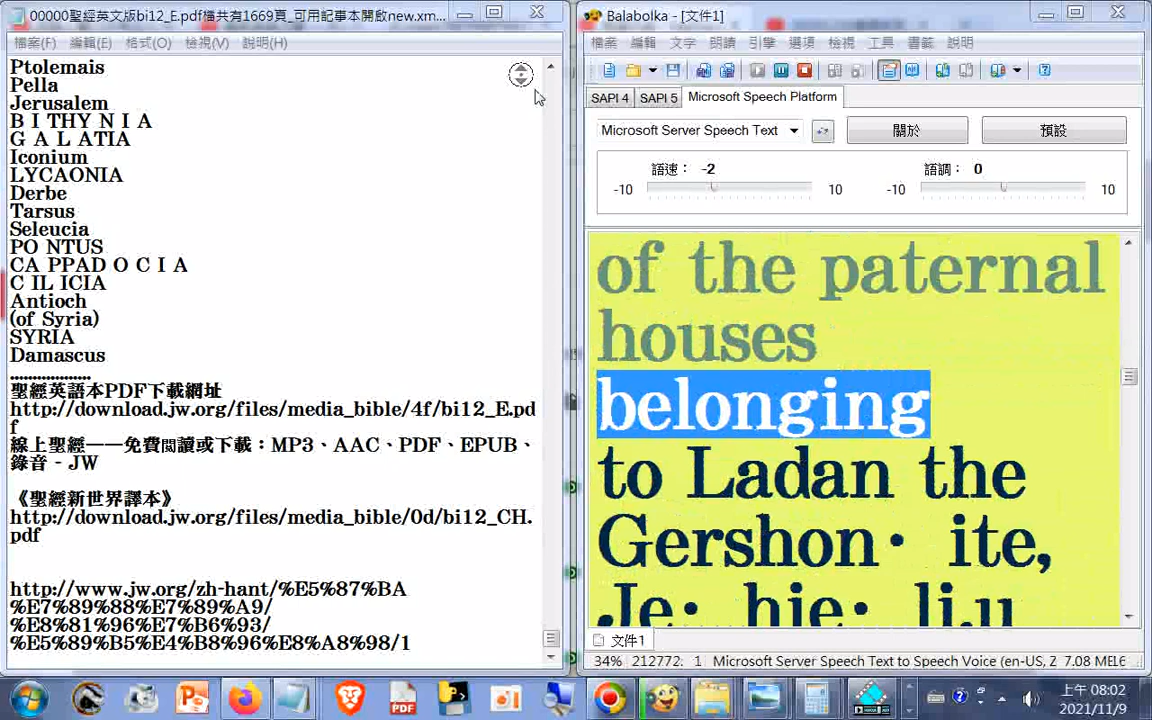 00000聖經英文版bi12_E.pdf檔共有1669頁_可用記事本開啟new.xm...
檔案(F) 編輯(E) 格式(O) 檢視(V) 說明(H)
Ptolemais
Pella
Jerusalem
B I THY N I A
G A L ATIA
Iconium
LYCAONIA
Derbe
Tarsus
Seleucia
PO NTUS
CA PPAD O C I A
C IL ICIA
Antioch
(of Syria)
SYRIA
Damascus
..................
聖經英語本PDF下載網址
http://download.jw.org/files/media_bible/4f/bi12_E.pd
f
線上聖經——免費閱讀或下載：MP3、AAC、PDF、EPUB、
錄音 - JW
《聖經新世界譯本》
http://download.jw.org/files/media_bible/0d/bi12_CH.
pdf
http://www.jw.org/zh-hant/%E5%87%BA
%E7%89%88%E7%89%A9/
%E8%81%96%E7%B6%93/
%E5%89%B5%E4%B8%96%E8%A8%98/1
Balabolka - [文件1]
檔案 編輯 文字 朗讀 引擎 選項 檢視 工具 書籤 說明
SAPI 4 SAPI 5 Microsoft Speech Platform
Microsoft Server Speech Text 關於 預設
語速： -2 語調： 0
-10 10 -10 10
of the paternal
houses
belonging
to Ladan the
Gershon· ite,
Je· hie· li.u
文件1
34% 212772: 1 Microsoft Server Speech Text to Speech Voice (en-US, Z 7.08 MБ
上午 08:02
2021/11/9